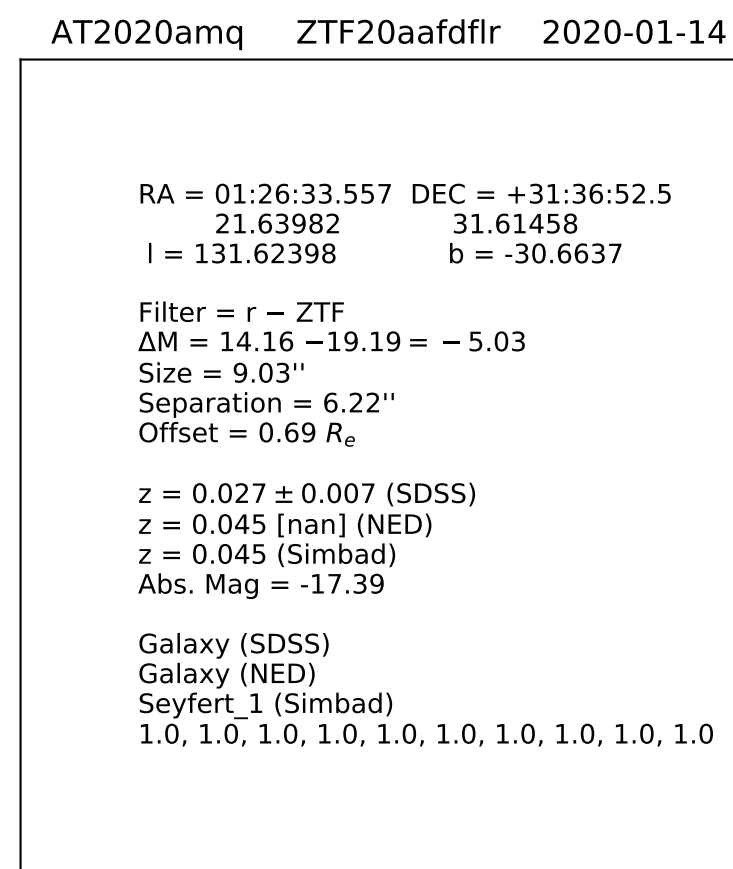 AT2020amq ZTF20aafdflr 2020-01-14
RA = 01:26:33.557 DEC = +31:36:52.5
21.63982 31.61458
l = 131.62398 b = -30.6637
Filter = r − ZTF
ΔM = 14.16 −19.19 = − 5.03
Size = 9.03''
Separation = 6.22''
Offset = 0.69 Rₑ
z = 0.027 ± 0.007 (SDSS)
z = 0.045 [nan] (NED)
z = 0.045 (Simbad)
Abs. Mag = -17.39
Galaxy (SDSS)
Galaxy (NED)
Seyfert_1 (Simbad)
1.0, 1.0, 1.0, 1.0, 1.0, 1.0, 1.0, 1.0, 1.0, 1.0